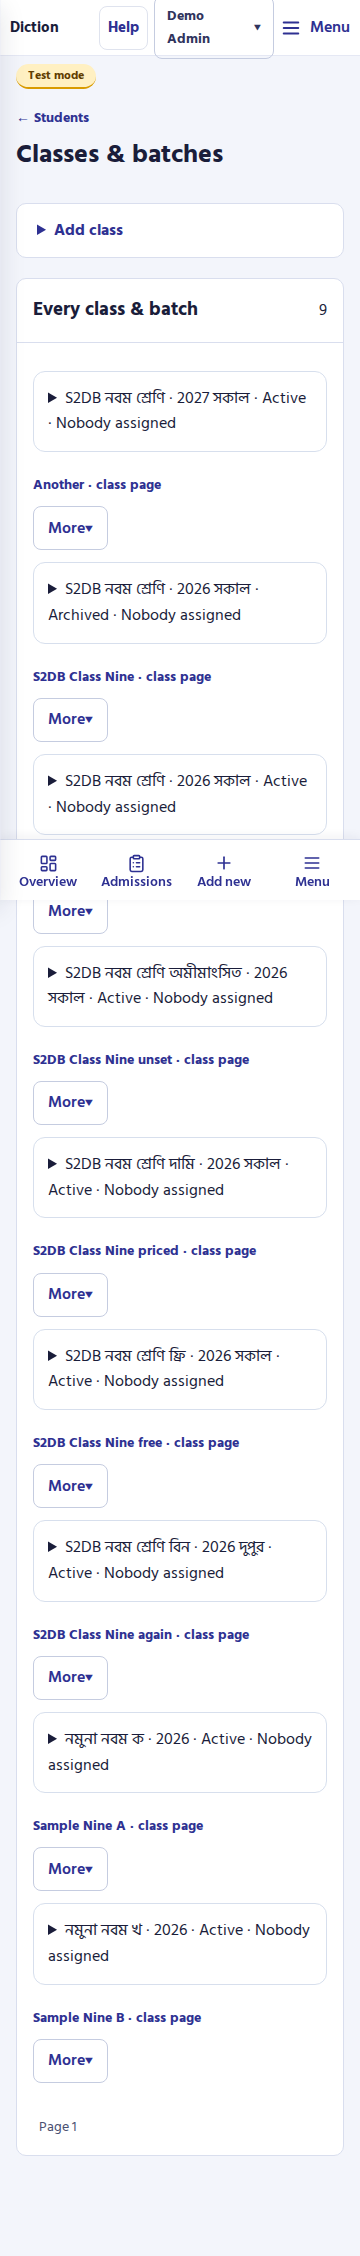 Diction
Help
Demo Admin ▼
Menu
Test mode
← Students
Classes & batches
▶ Add class
Every class & batch
9
▶ S2DB নবম শ্রেণি · 2027 সকাল · Active
· Nobody assigned
Another · class page
More▾
▶ S2DB নবম শ্রেণি · 2026 সকাল ·
Archived · Nobody assigned
S2DB Class Nine · class page
More▾
▶ S2DB নবম শ্রেণি · 2026 সকাল · Active
· Nobody assigned
Overview
Admissions
Add new
Menu
More▾
▶ S2DB নবম শ্রেণি অমীমাংসিত · 2026
সকাল · Active · Nobody assigned
S2DB Class Nine unset · class page
More▾
▶ S2DB নবম শ্রেণি দামি · 2026 সকাল ·
Active · Nobody assigned
S2DB Class Nine priced · class page
More▾
▶ S2DB নবম শ্রেণি ফ্রি · 2026 সকাল ·
Active · Nobody assigned
S2DB Class Nine free · class page
More▾
▶ S2DB নবম শ্রেণি বিন · 2026 দুপুর ·
Active · Nobody assigned
S2DB Class Nine again · class page
More▾
▶ নমুনা নবম ক · 2026 · Active · Nobody
assigned
Sample Nine A · class page
More▾
▶ নমুনা নবম খ · 2026 · Active · Nobody
assigned
Sample Nine B · class page
More▾
Page 1